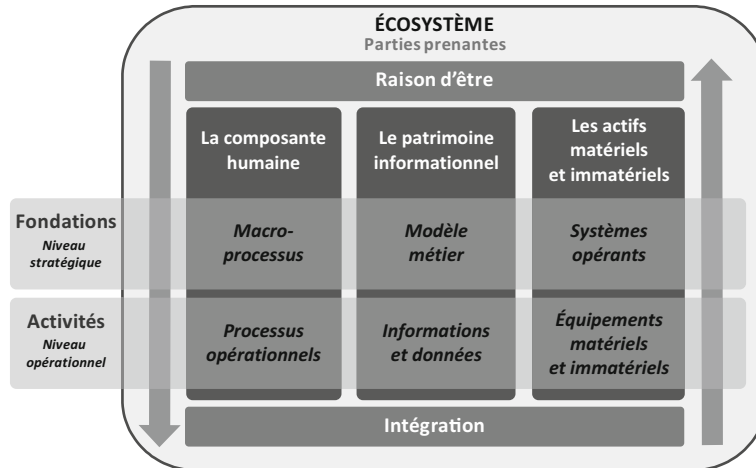 ÉCOSYSTÈME
Parties prenantes
Raison d'être
La composante
humaine
Le patrimoine
informationnel
Les actifs
matériels
et immatériels
Fondations
Niveau
stratégique
Macro-
processus
Modèle
métier
Systèmes
opérants
Activités
Niveau
opérationnel
Processus
opérationnels
Informations
et données
Équipements
matériels
et immatériels
Intégration